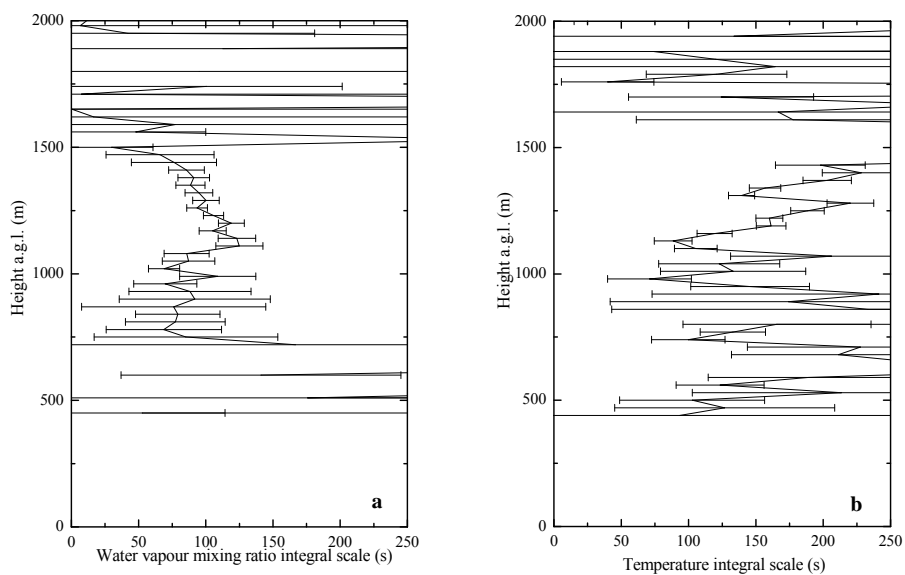 2000
1500
1000
500
0
Height a.g.l. (m)
0 50 100 150 200 250
Water vapour mixing ratio integral scale (s)
a
2000
1500
1000
500
0
Height a.g.l. (m)
0 50 100 150 200 250
Temperature integral scale (s)
b